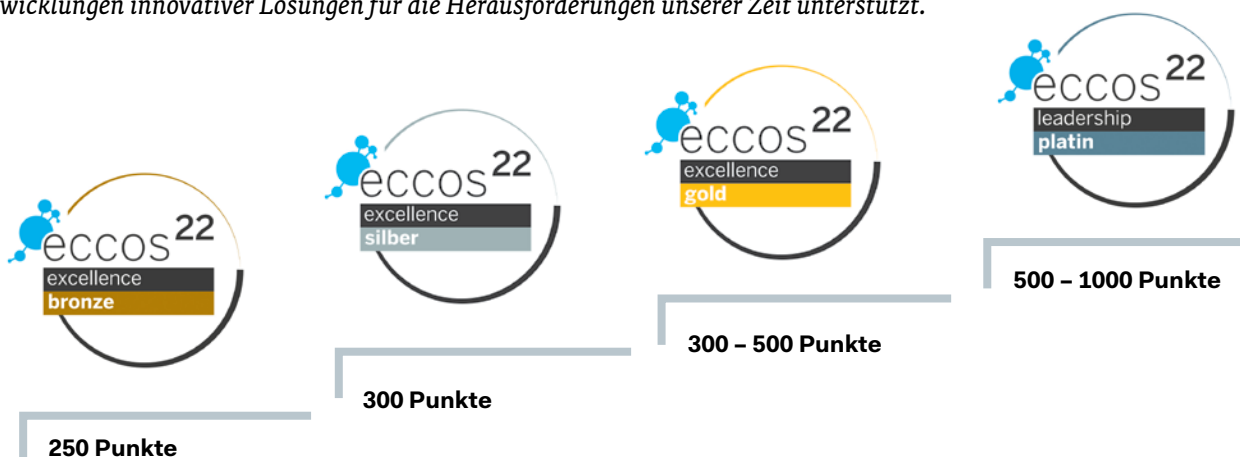 wicklungen innovativer Lösungen für die Herausforderungen unserer Zeit unterstützt.
eccos 22
excellence
bronze
250 Punkte
eccos 22
excellence
silber
300 Punkte
eccos 22
excellence
gold
300 – 500 Punkte
eccos 22
leadership
platin
500 – 1000 Punkte